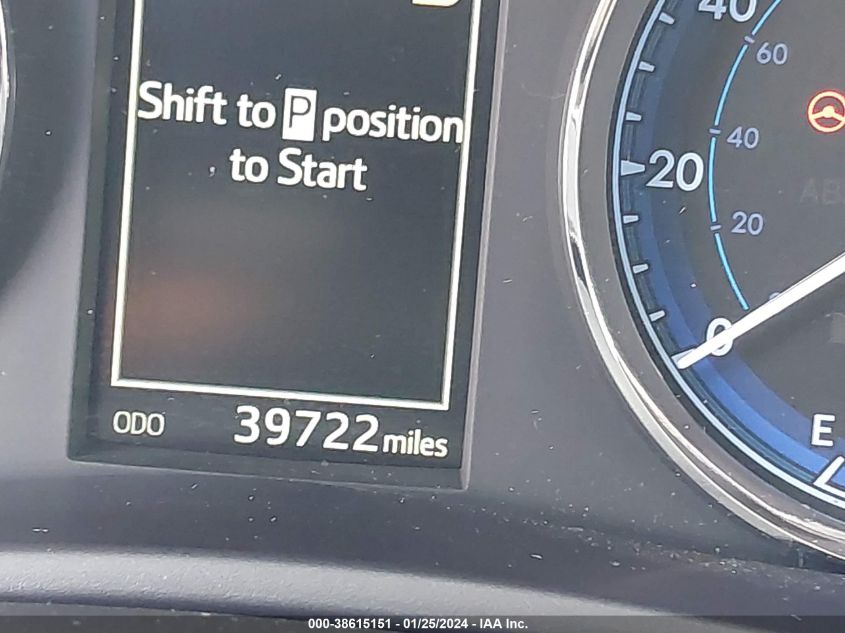 Shift to P position
to Start
ODO 39722 miles
40
60
40
20
20
0
E
000-38615151 - 01/25/2024 - IAA Inc.